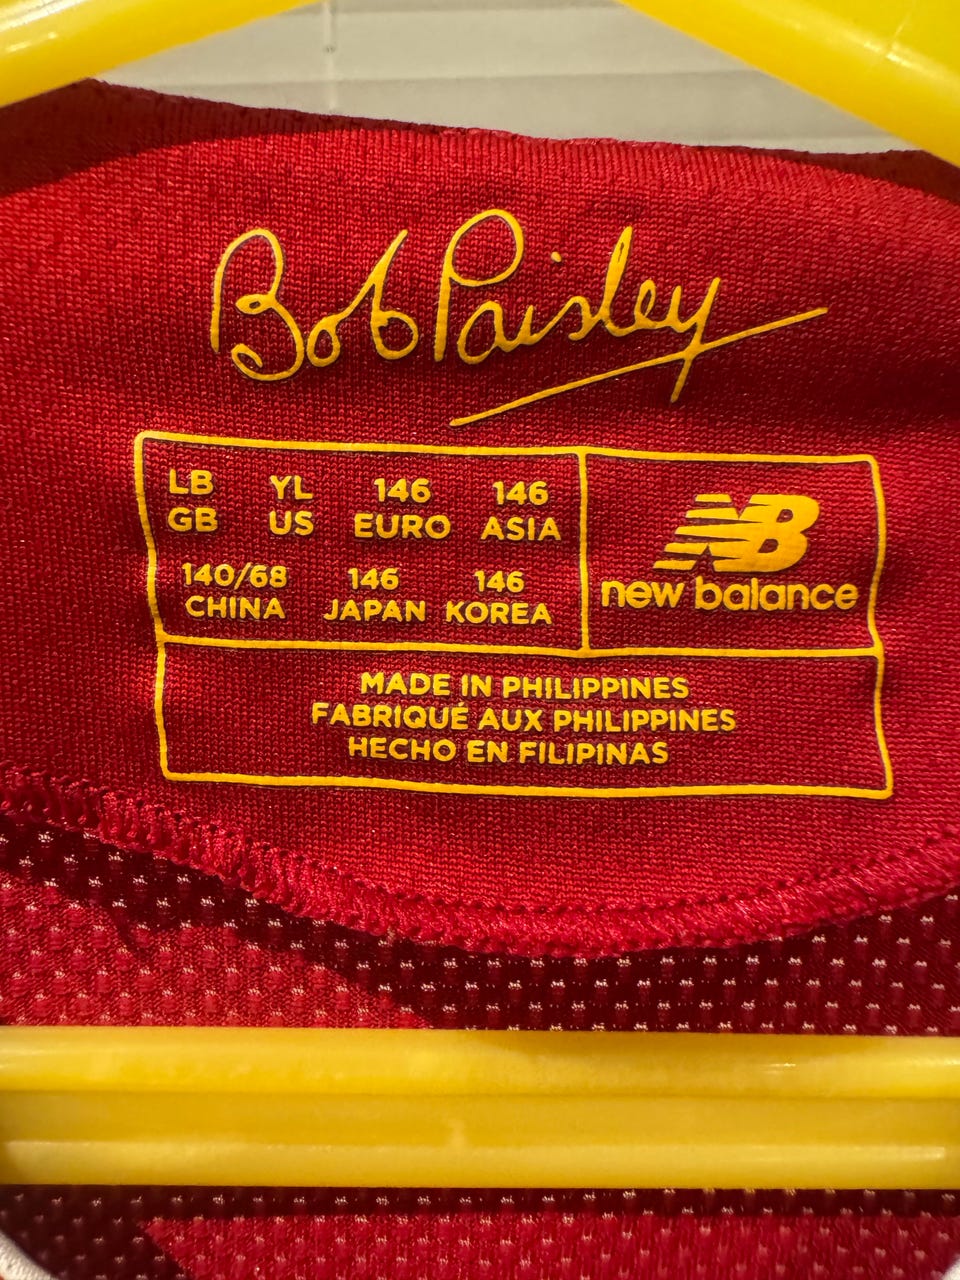 Bob Paisley
LB YL 146 146
GB US EURO ASIA
140/68 146 146
CHINA JAPAN KOREA
NB
new balance
MADE IN PHILIPPINES
FABRIQUÉ AUX PHILIPPINES
HECHO EN FILIPINAS